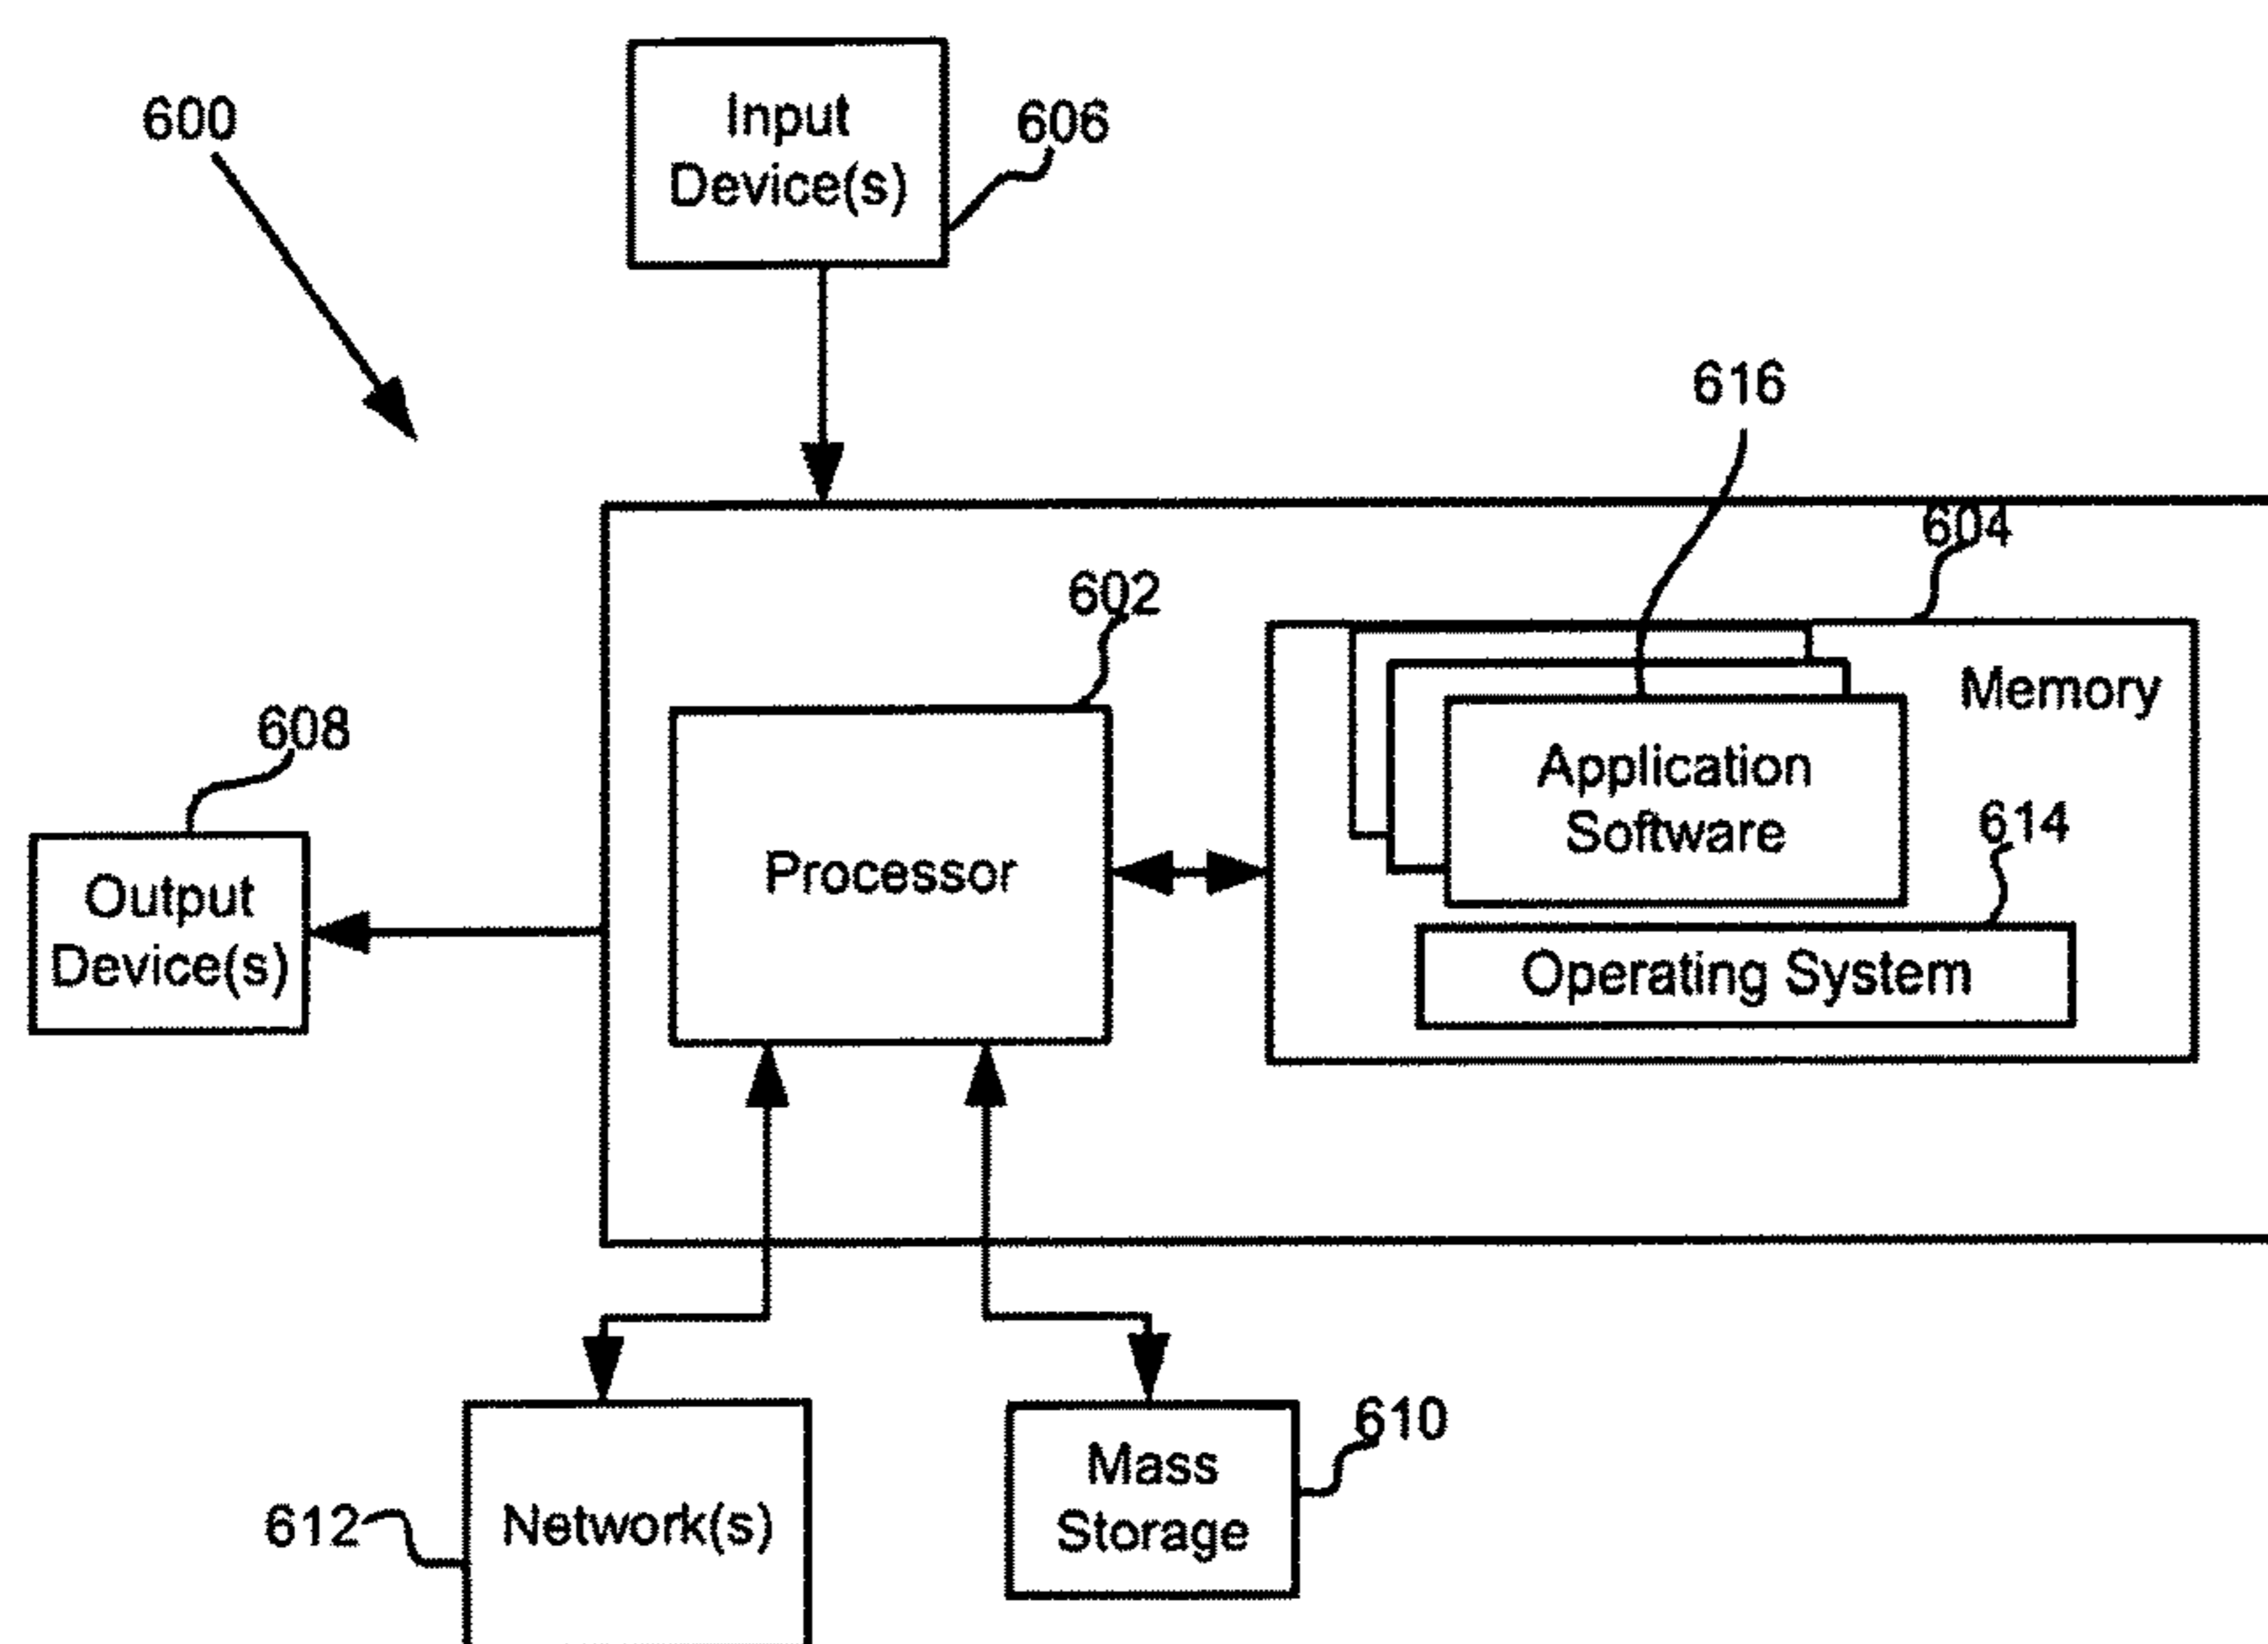 600
Input
Device(s)
606
616
604
602
Memory
608
Application
Software
614
Processor
Output
Device(s)
Operating System
610
Mass
Storage
612
Network(s)